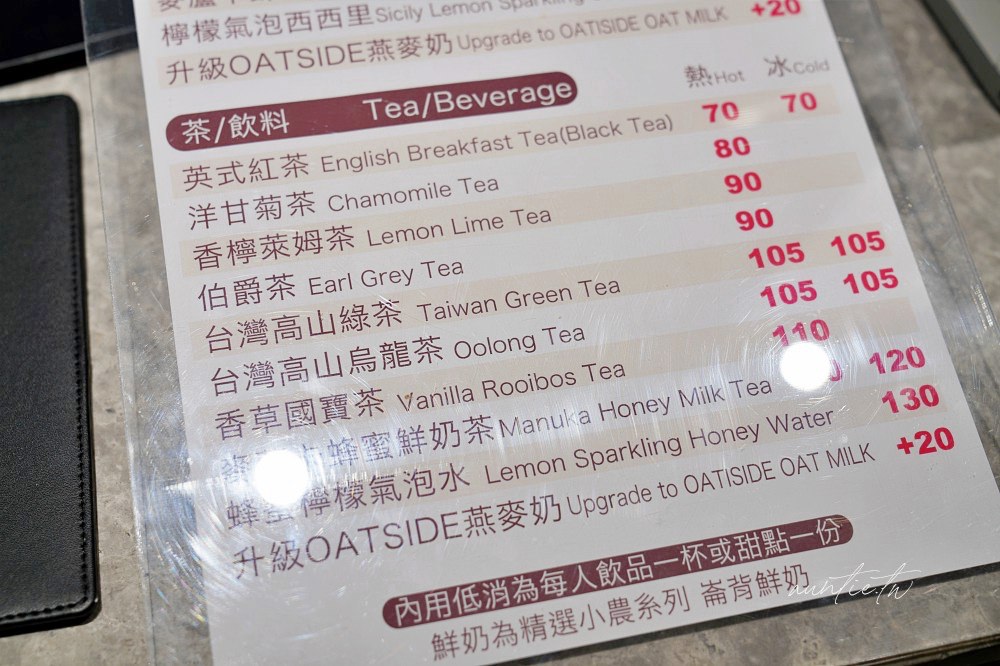 檸檬氣泡西西里 Sicily Lemon Sparkling
升級OATSIDE燕麥奶 Upgrade to OATISIDE OAT MILK +20
茶/飲料 Tea/Beverage 熱Hot 冰Cold
英式紅茶 English Breakfast Tea(Black Tea) 70 70
洋甘菊茶 Chamomile Tea 80
香檸萊姆茶 Lemon Lime Tea 90
伯爵茶 Earl Grey Tea 90
台灣高山綠茶 Taiwan Green Tea 105 105
台灣高山烏龍茶 Oolong Tea 105 105
香草國寶茶 Vanilla Rooibos Tea 110
蜂蜜鮮奶茶 Manuka Honey Milk Tea 120
蜂蜜檸檬氣泡水 Lemon Sparkling Honey Water 130
升級OATSIDE燕麥奶 Upgrade to OATISIDE OAT MILK +20
內用低消為每人飲品一杯或甜點一份
鮮奶為精選小農系列 崙背鮮奶
auntie.tw